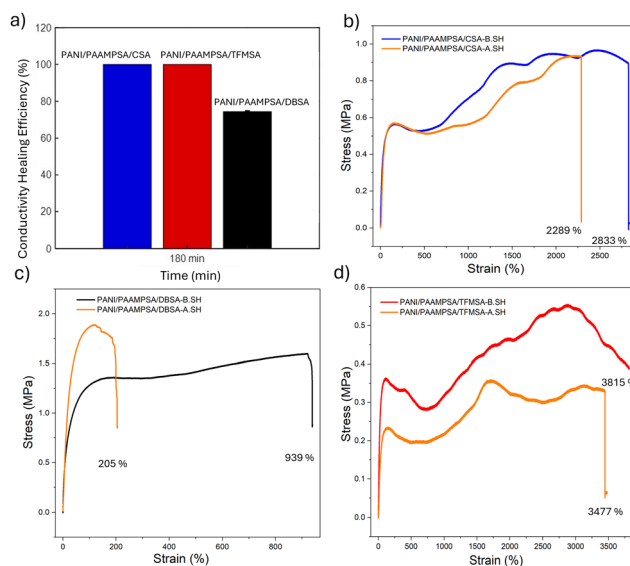 a)
PANI/PAAMPSA/CSA PANI/PAAMPSA/TFMSA
PANI/PAAMPSA/DBSA
Conductivity Healing Efficiency (%)
120
100
80
60
40
20
0
180 min
Time (min)
b)
PANI/PAAMPSA/CSA-B.SH
PANI/PAAMPSA/CSA-A.SH
Stress (MPa)
1.0
0.8
0.6
0.4
0.2
0.0
2289 %
2833 %
0 500 1000 1500 2000 2500
Strain (%)
c)
PANI/PAAMPSA/DBSA-B.SH
PANI/PAAMPSA/DBSA-A.SH
Stress (MPa)
2.0
1.5
1.0
0.5
0.0
205 %
939 %
0 200 400 600 800
Strain (%)
d)
PANI/PAAMPSA/TFMSA-B.SH
PANI/PAAMPSA/TFMSA-A.SH
Stress (MPa)
0.6
0.5
0.4
0.3
0.2
0.1
0.0
3815
3477 %
0 500 1000 1500 2000 2500 3000 3500
Strain (%)